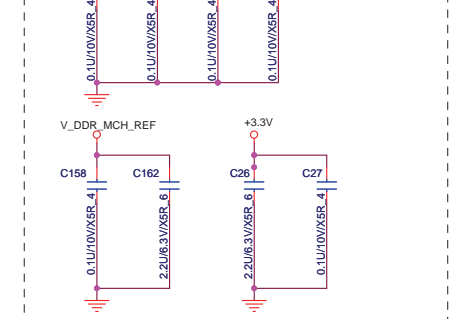 0.1U/10V/X5R_4
0.1U/10V/X5R_4
0.1U/10V/X5R_4
0.1U/10V/X5R_4
V_DDR_MCH_REF
+3.3V
C158
C162
C26
C27
0.1U/10V/X5R_4
2.2U/6.3V/X5R_6
2.2U/6.3V/X5R_6
0.1U/10V/X5R_4